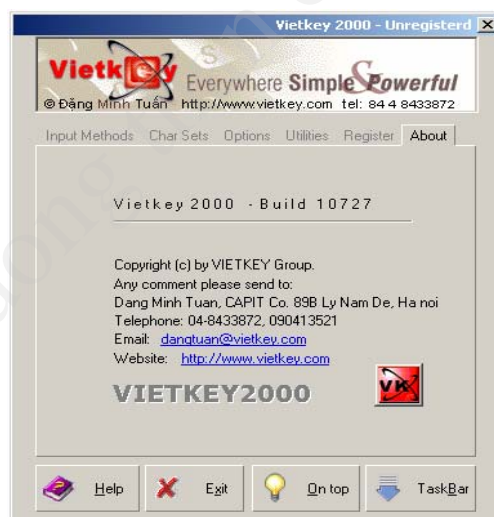 Vietkey 2000 - Unregisterd
Vietkey
Everywhere Simple & Powerful
© Đặng Minh Tuấn http://www.vietkey.com tel: 84 4 8433872
Input Methods Char Sets Options Utilities Register About
Vietkey 2000 - Build 10727
Copyright (c) by VIETKEY Group.
Any comment please send to:
Dang Minh Tuan, CAPIT Co. 89B Ly Nam De, Ha noi
Telephone: 04-8433872, 090413521
Email: dangtuan@vietkey.com
Website: http://www.vietkey.com
VIETKEY2000
VK
Help Exit On top TaskBar